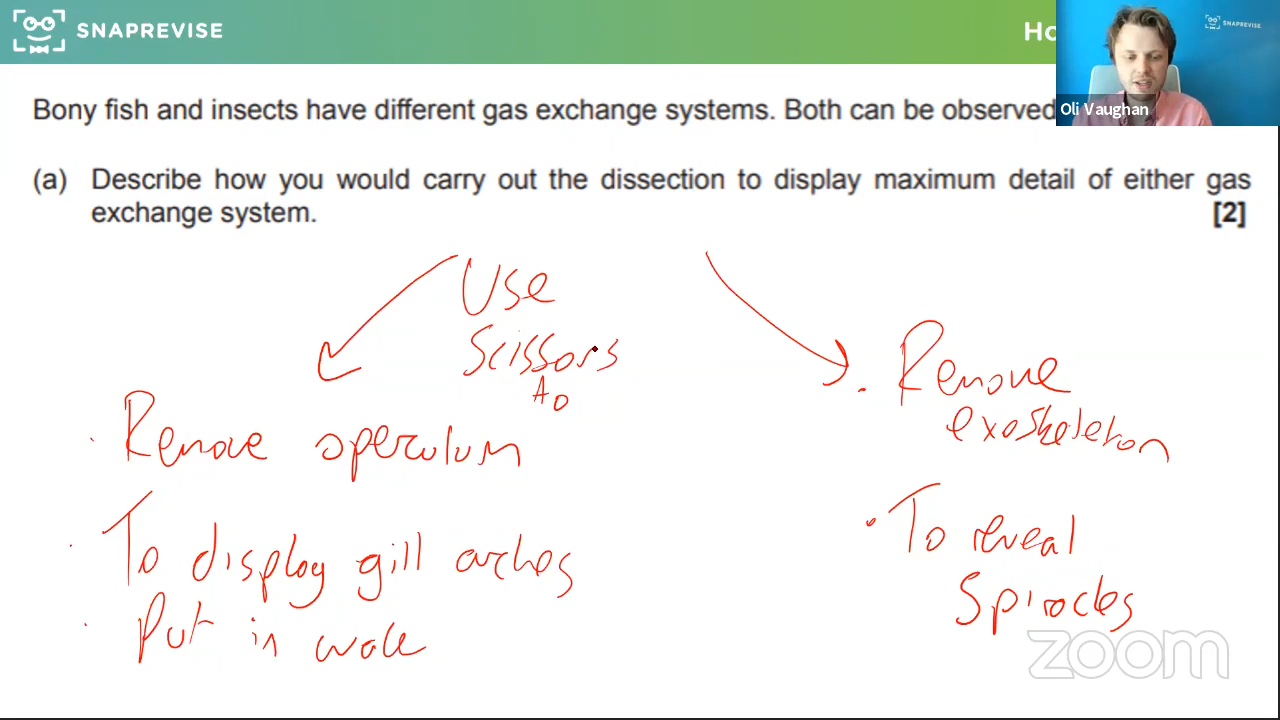 SNAPREVISE
Ho
SNAPREVISE
Oli Vaughan
Bony fish and insects have different gas exchange systems. Both can be observed
(a) Describe how you would carry out the dissection to display maximum detail of either gas
exchange system. [2]
Use
Scissors
to
Remove operculum
To display gill arches
Put in water
Remove
exoskeleton
To reveal
Spiracles
zoom